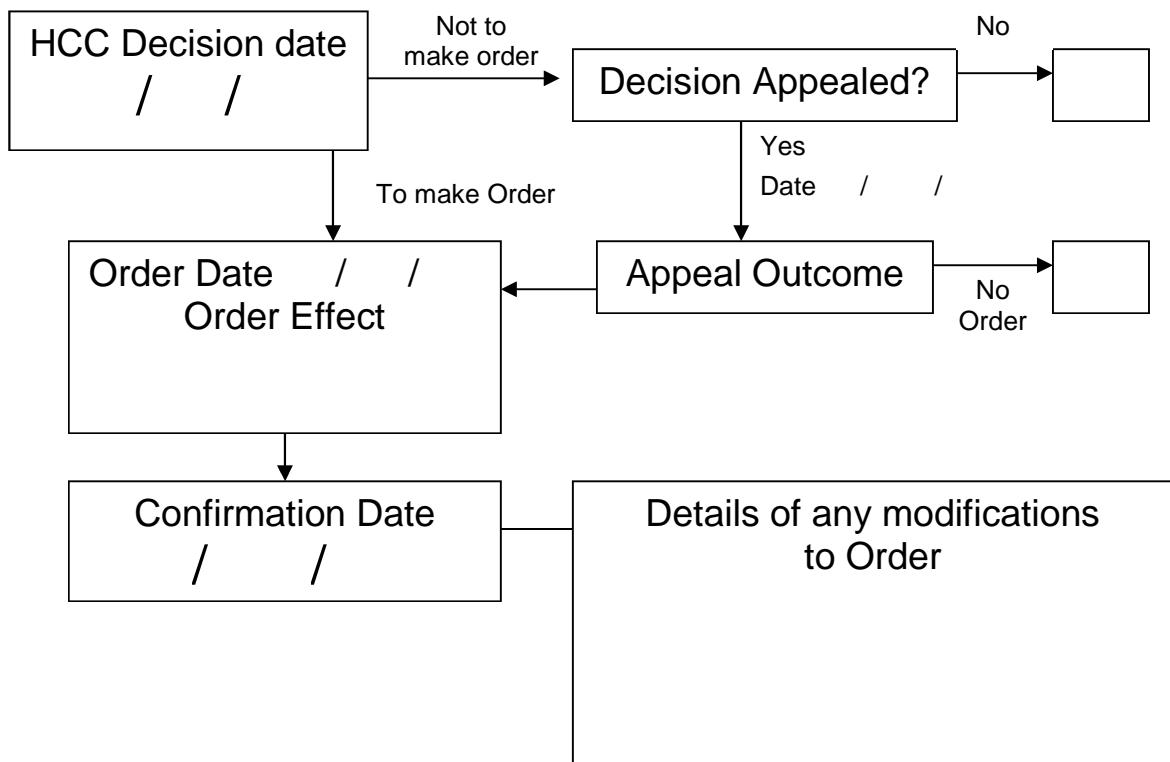 HCC Decision date
/ /
Not to
make order
Decision Appealed?
No
Yes
Date / /
To make Order
Order Date / /
Order Effect
Appeal Outcome
No
Order
Confirmation Date
/ /
Details of any modifications
to Order